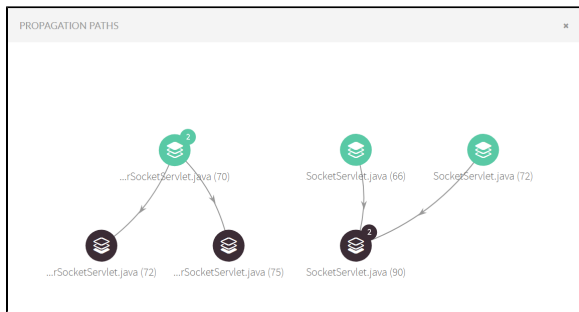 PROPAGATION PATHS ×
2
...rSocketServlet.java (70) SocketServlet.java (66) SocketServlet.java (72)
2
...rSocketServlet.java (72) ...rSocketServlet.java (75) SocketServlet.java (90)